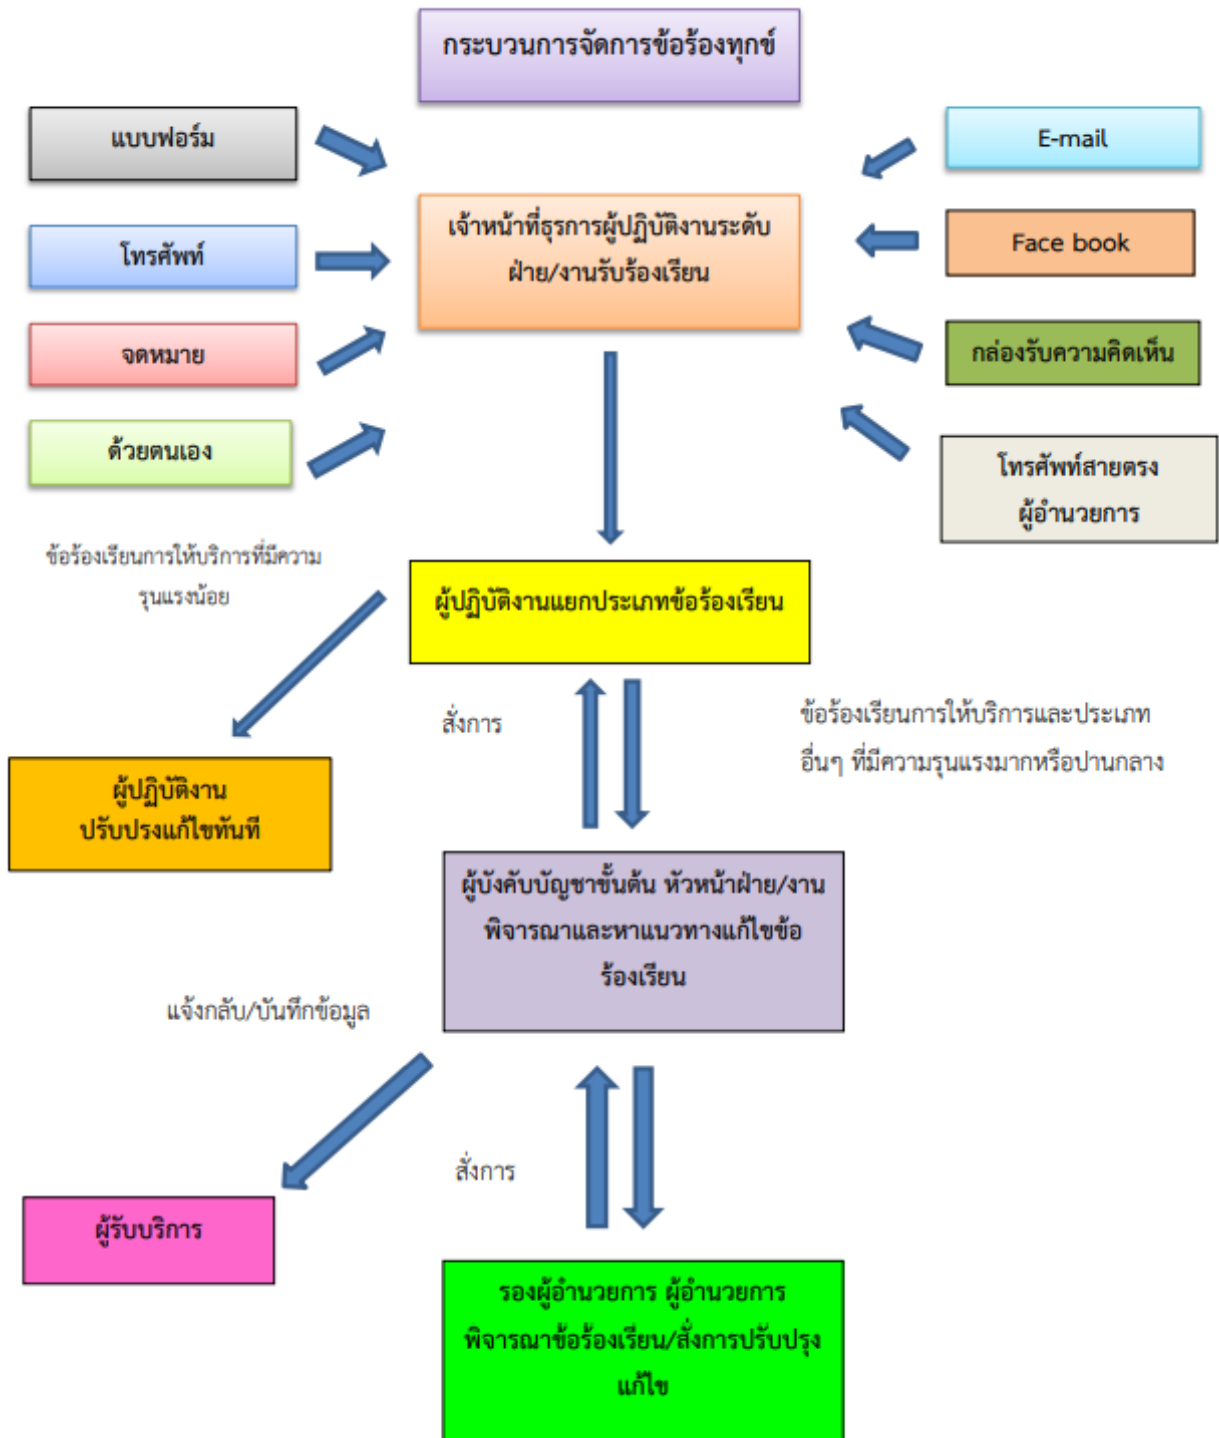 กระบวนการจัดการข้อร้องทุกข์
แบบฟอร์ม
E-mail
เจ้าหน้าที่ธุรการผู้ปฏิบัติงานระดับ
ฝ่าย/งานรับร้องเรียน
โทรศัพท์
Face book
จดหมาย
กล่องรับความคิดเห็น
ด้วยตนเอง
โทรศัพท์สายตรง
ผู้อำนวยการ
ข้อร้องเรียนการให้บริการที่มีความ
รุนแรงน้อย
ผู้ปฏิบัติงานแยกประเภทข้อร้องเรียน
สั่งการ
ข้อร้องเรียนการให้บริการและประเภท
อื่นๆ ที่มีความรุนแรงมากหรือปานกลาง
ผู้ปฏิบัติงาน
ปรับปรงแก้ไขทันที
ผู้บังคับบัญชาขั้นต้น หัวหน้าฝ่าย/งาน
พิจารณาและหาแนวทางแก้ไขข้อ
ร้องเรียน
แจ้งกลับ/บันทึกข้อมูล
สั่งการ
ผู้รับบริการ
รองผู้อำนวยการ ผู้อำนวยการ
พิจารณาข้อร้องเรียน/สั่งการปรับปรุง
แก้ไข